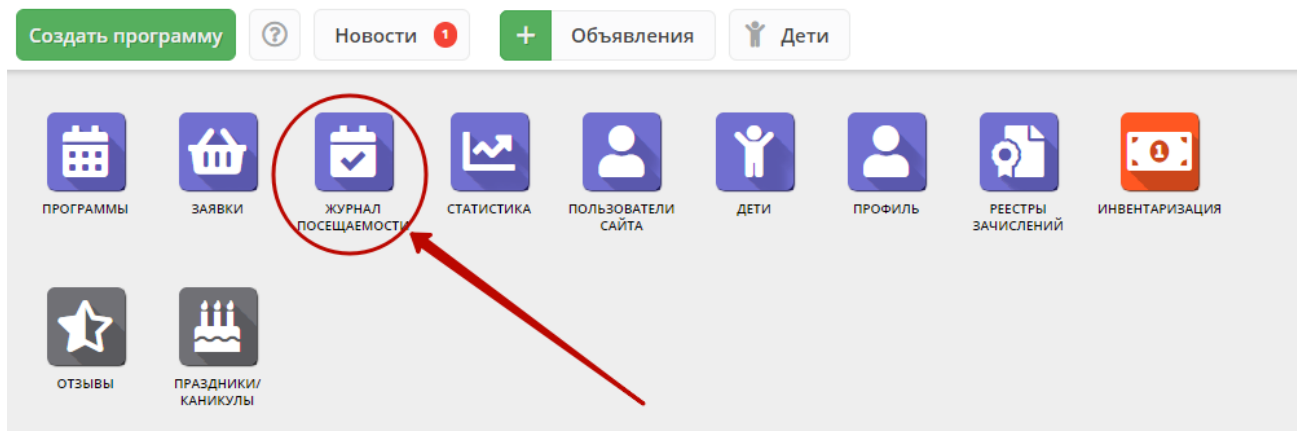 Создать программу
?
Новости 1
+ Объявления
Дети
ПРОГРАММЫ
ЗАЯВКИ
ЖУРНАЛ
ПОСЕЩАЕМОСТИ
СТАТИСТИКА
ПОЛЬЗОВАТЕЛИ
САЙТА
ДЕТИ
ПРОФИЛЬ
РЕЕСТРЫ
ЗАЧИСЛЕНИЙ
1
ИНВЕНТАРИЗАЦИЯ
ОТЗЫВЫ
ПРАЗДНИКИ/
КАНИКУЛЫ